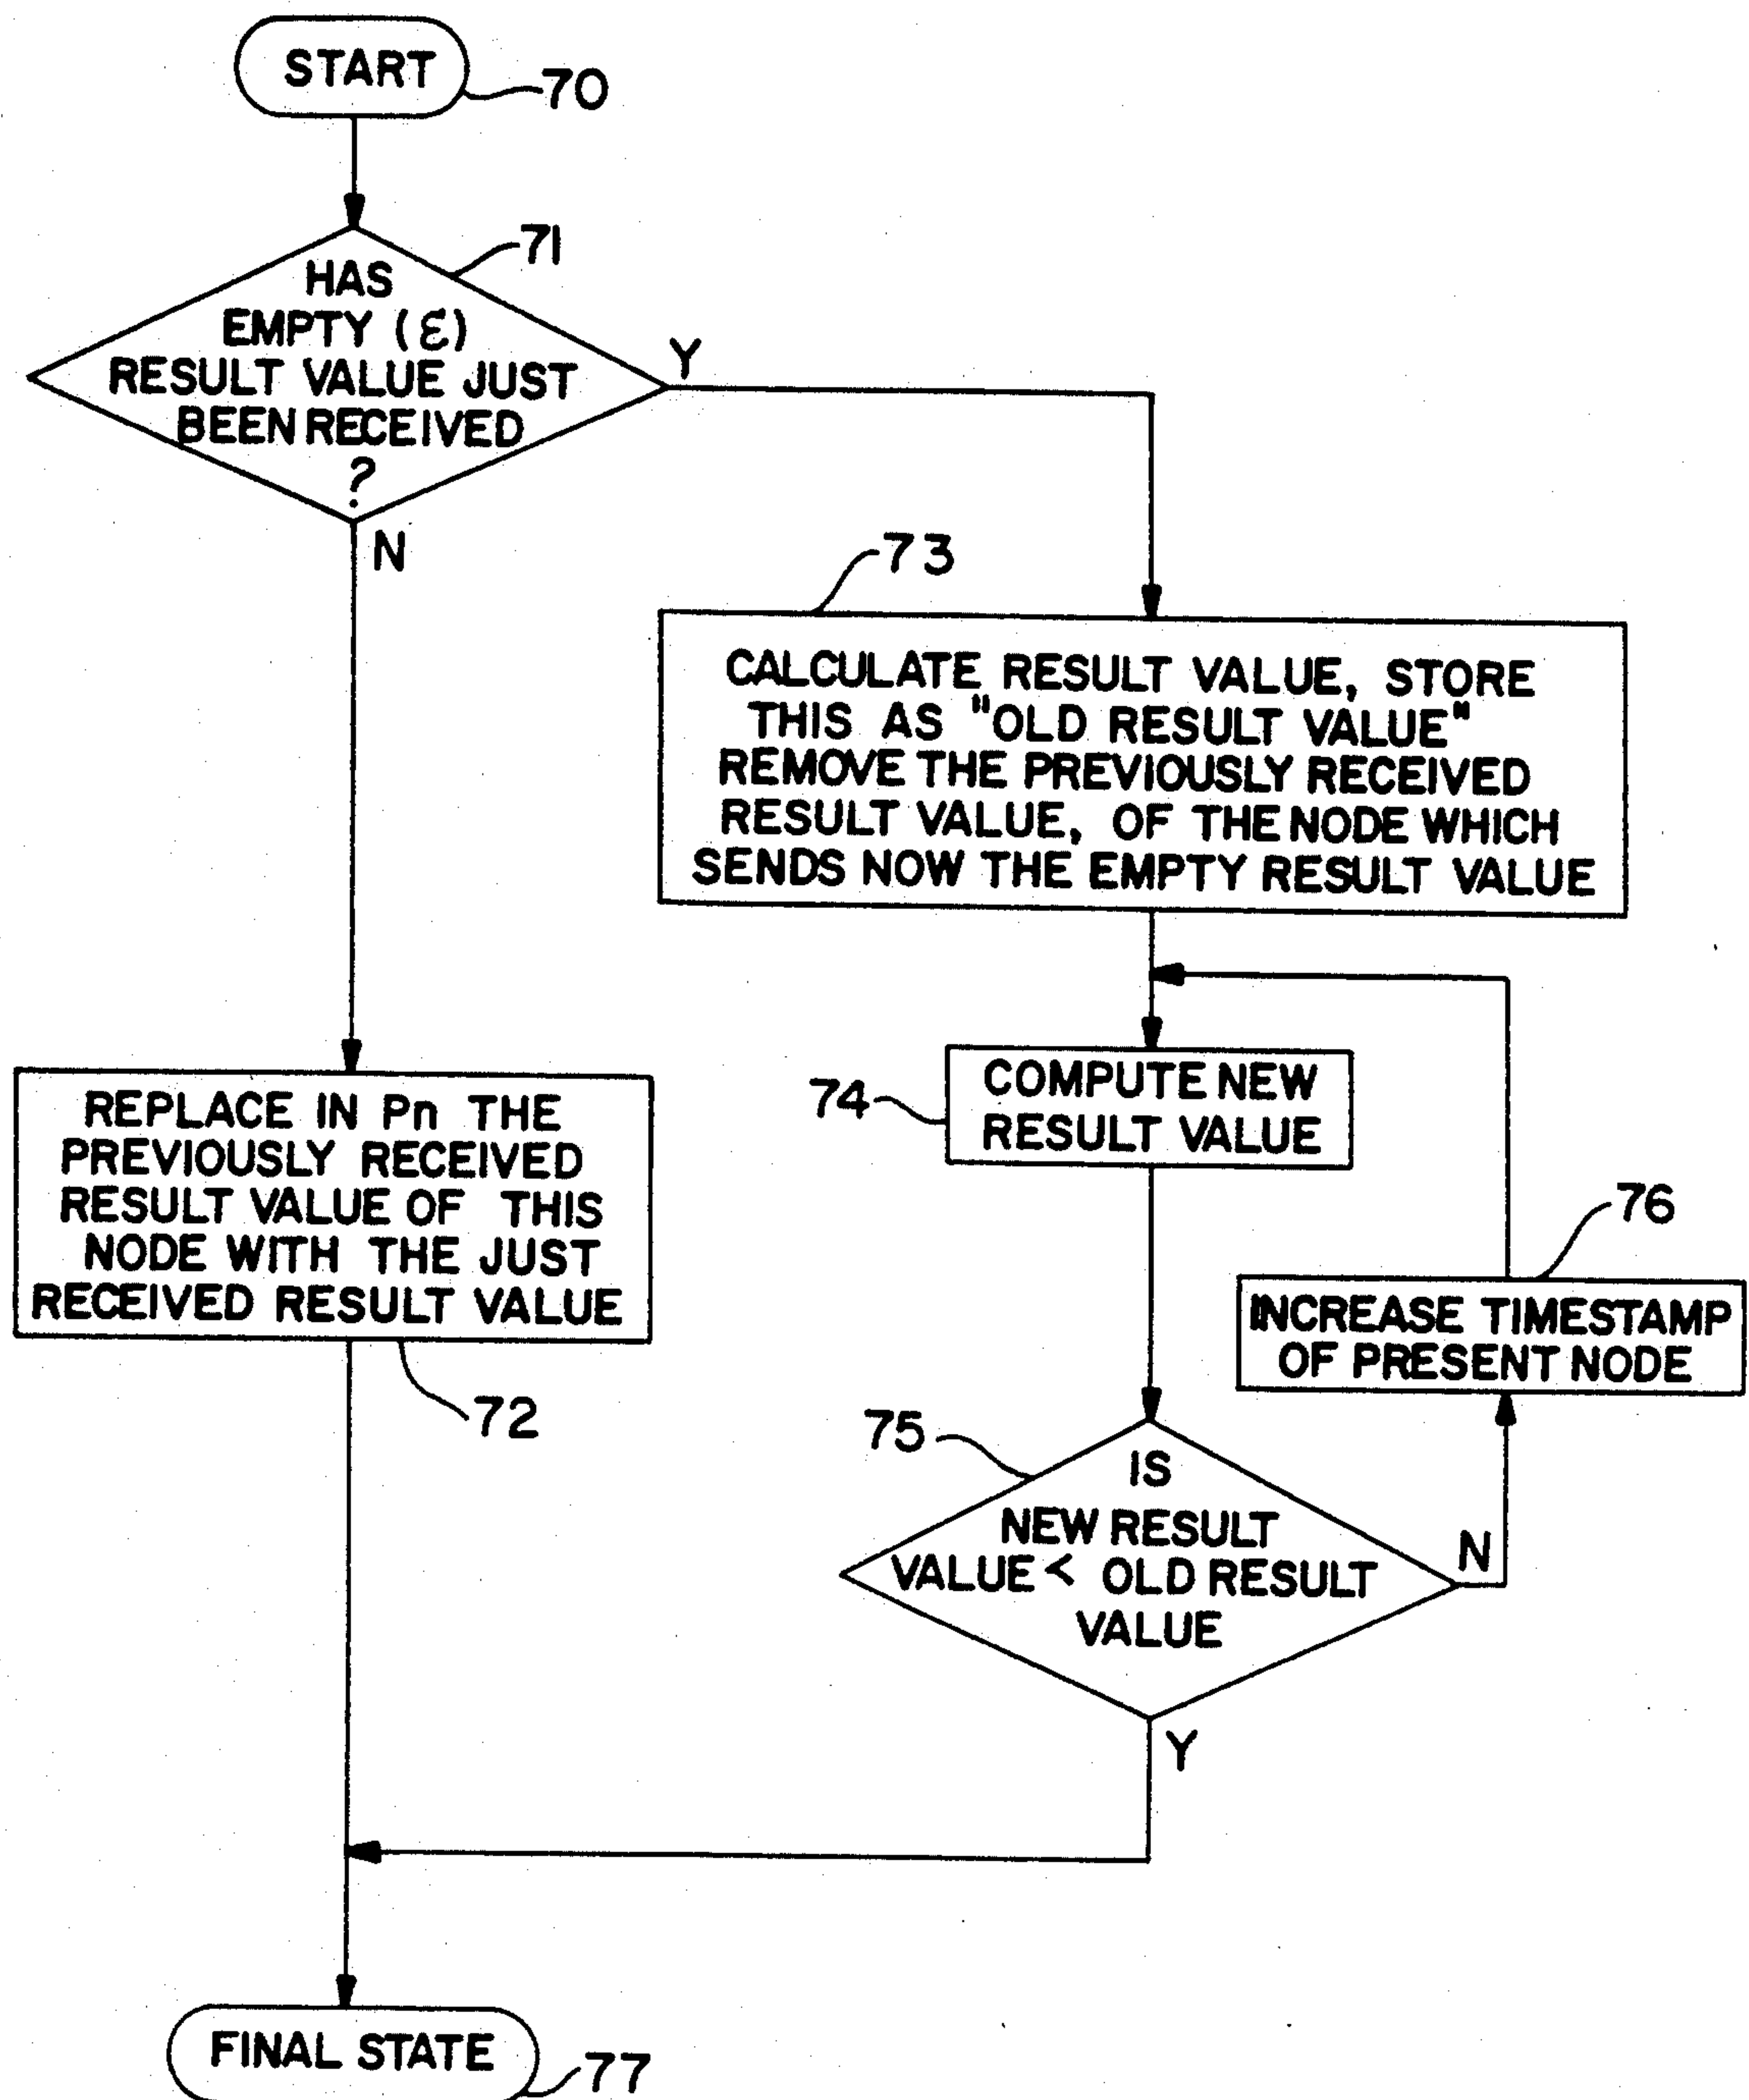 START
70
71
HAS
EMPTY (Ɛ)
RESULT VALUE JUST
BEEN RECEIVED
?
Y
N
73
CALCULATE RESULT VALUE, STORE
THIS AS "OLD RESULT VALUE"
REMOVE THE PREVIOUSLY RECEIVED
RESULT VALUE, OF THE NODE WHICH
SENDS NOW THE EMPTY RESULT VALUE
74
COMPUTE NEW
RESULT VALUE
REPLACE IN Pn THE
PREVIOUSLY RECEIVED
RESULT VALUE OF THIS
NODE WITH THE JUST
RECEIVED RESULT VALUE
72
76
INCREASE TIMESTAMP
OF PRESENT NODE
75
IS
NEW RESULT
VALUE < OLD RESULT
VALUE
N
Y
FINAL STATE
77